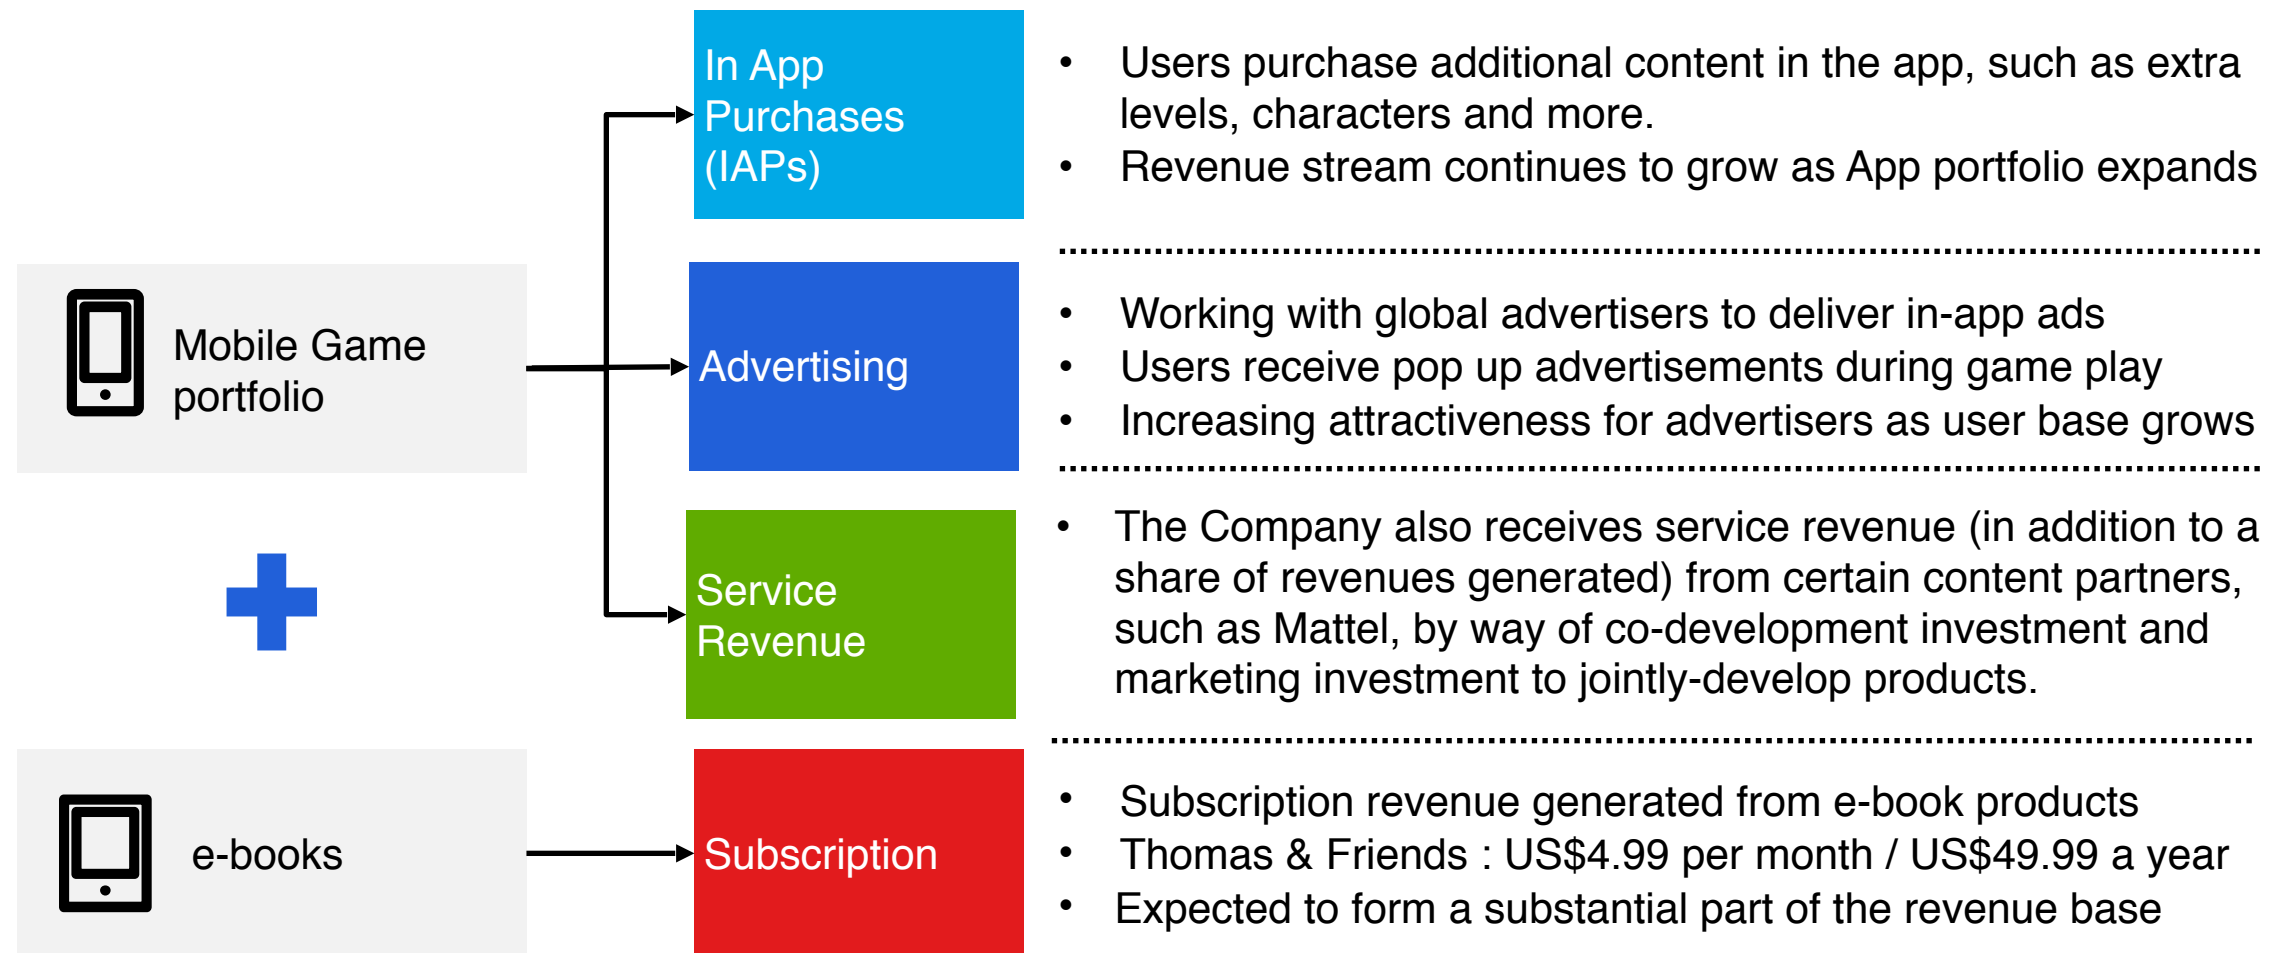 In App
Purchases
(IAPs)
• Users purchase additional content in the app, such as extra
levels, characters and more.
• Revenue stream continues to grow as App portfolio expands
Mobile Game
portfolio
Advertising
• Working with global advertisers to deliver in-app ads
• Users receive pop up advertisements during game play
• Increasing attractiveness for advertisers as user base grows
Service
Revenue
• The Company also receives service revenue (in addition to a
share of revenues generated) from certain content partners,
such as Mattel, by way of co-development investment and
marketing investment to jointly-develop products.
e-books
Subscription
• Subscription revenue generated from e-book products
• Thomas & Friends : US$4.99 per month / US$49.99 a year
• Expected to form a substantial part of the revenue base